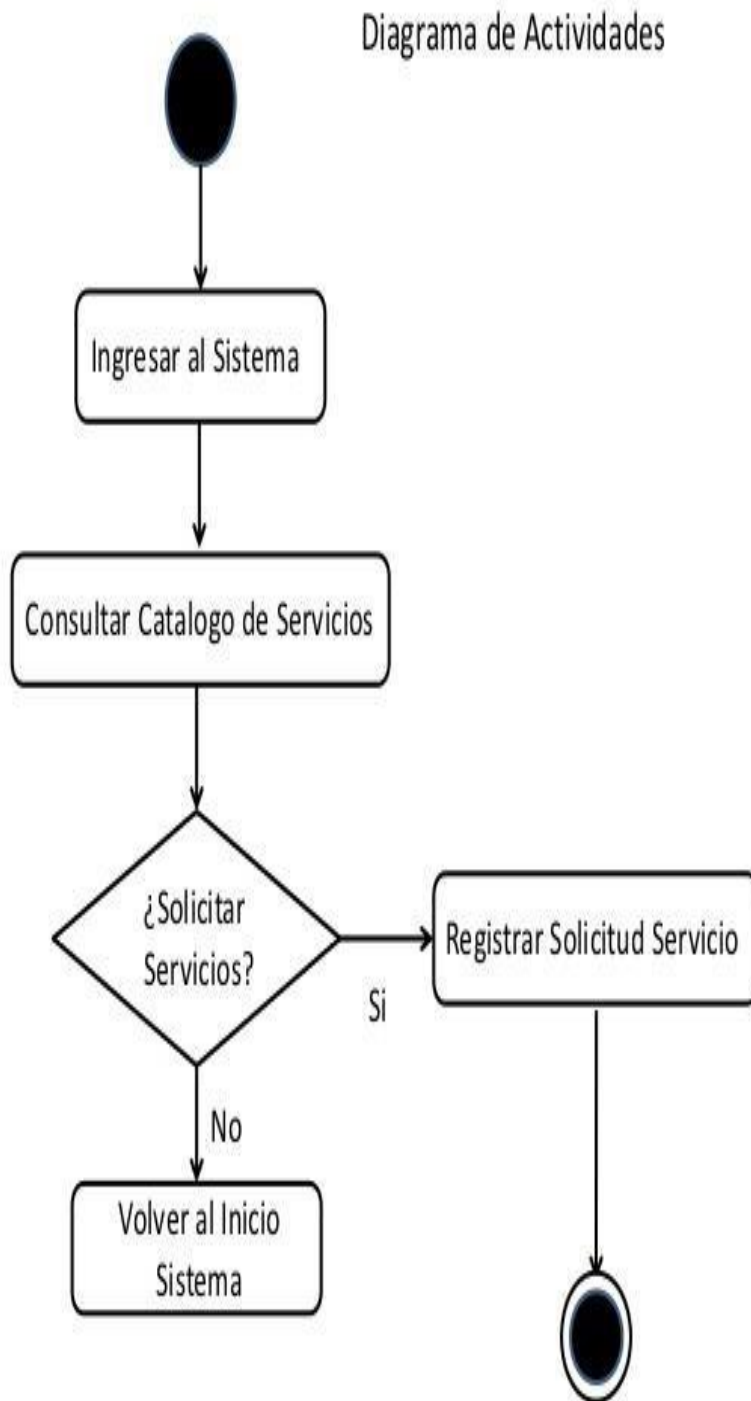 Diagrama de Actividades
Ingresar al Sistema
Consultar Catalogo de Servicios
¿Solicitar
Servicios?
Registrar Solicitud Servicio
Si
No
Volver al Inicio
Sistema